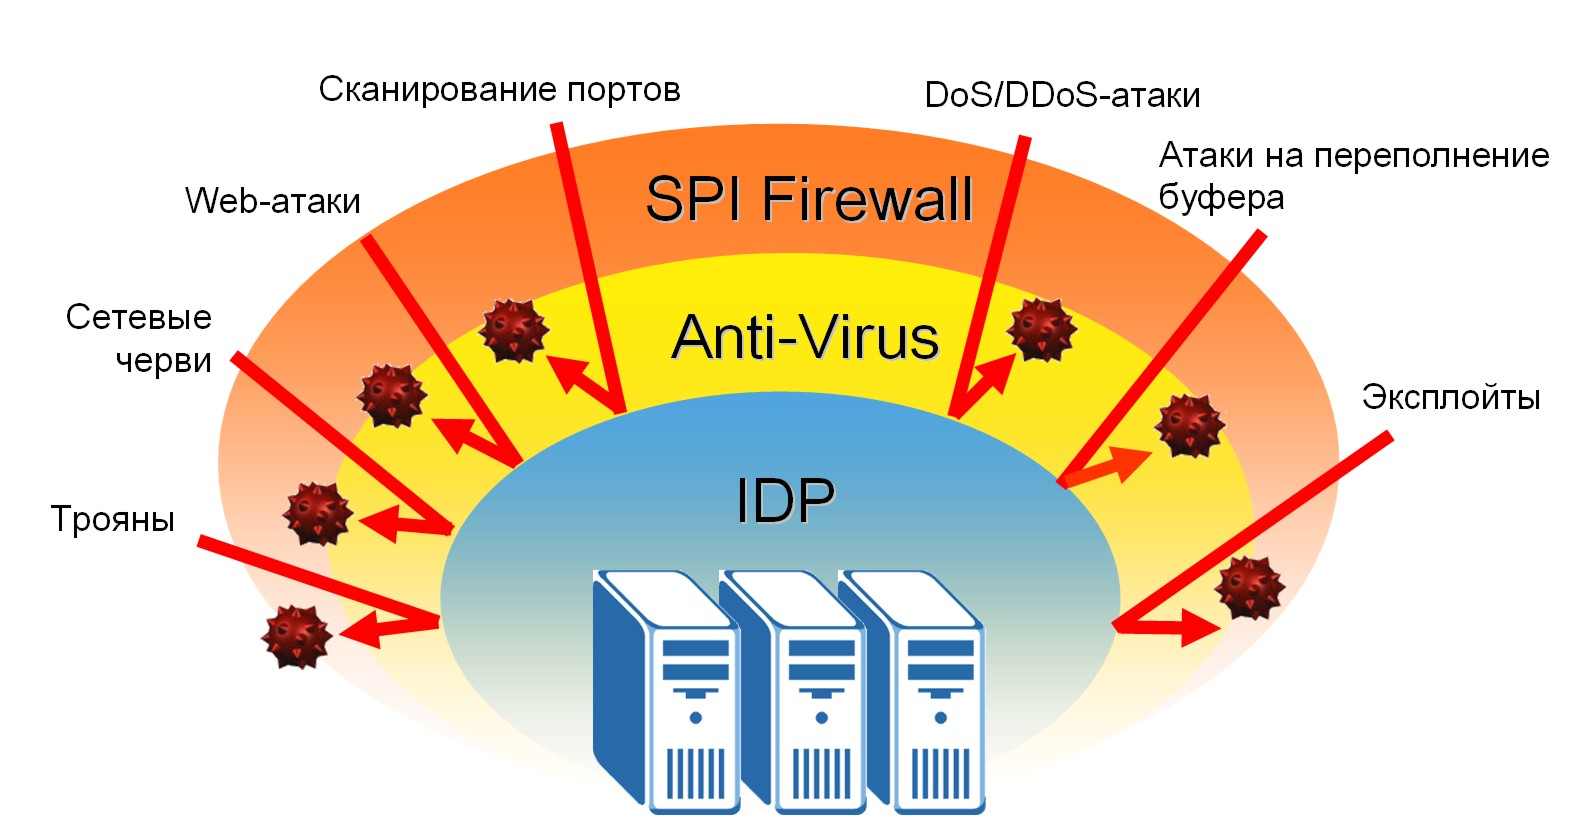 Сканирование портов
DoS/DDoS-атаки
Атаки на переполнение
буфера
Web-атаки
SPI Firewall
Сетевые
черви
Anti-Virus
Эксплойты
Трояны
IDP